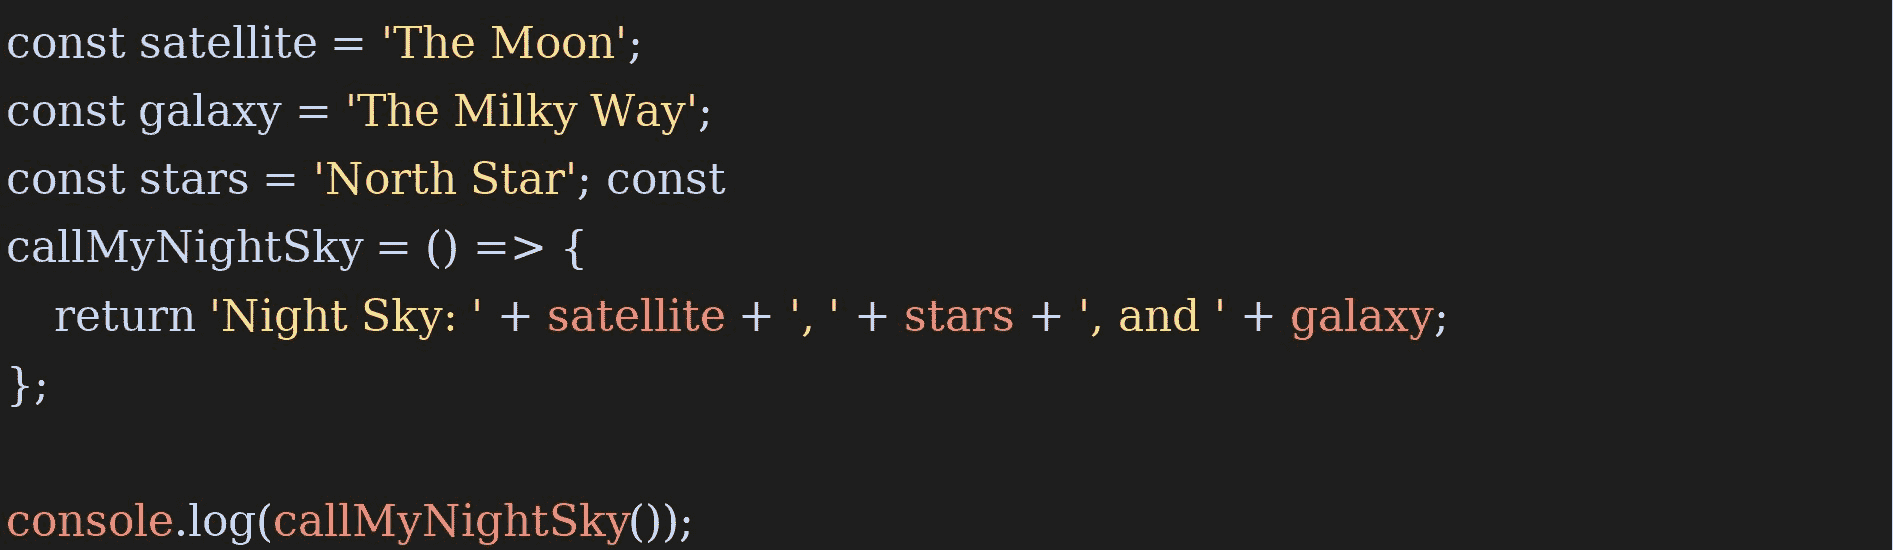 const satellite = 'The Moon';
const galaxy = 'The Milky Way';
const stars = 'North Star'; const
callMyNightSky = () => {
return 'Night Sky: ' + satellite + ', ' + stars + ', and ' + galaxy;
};
console.log(callMyNightSky());